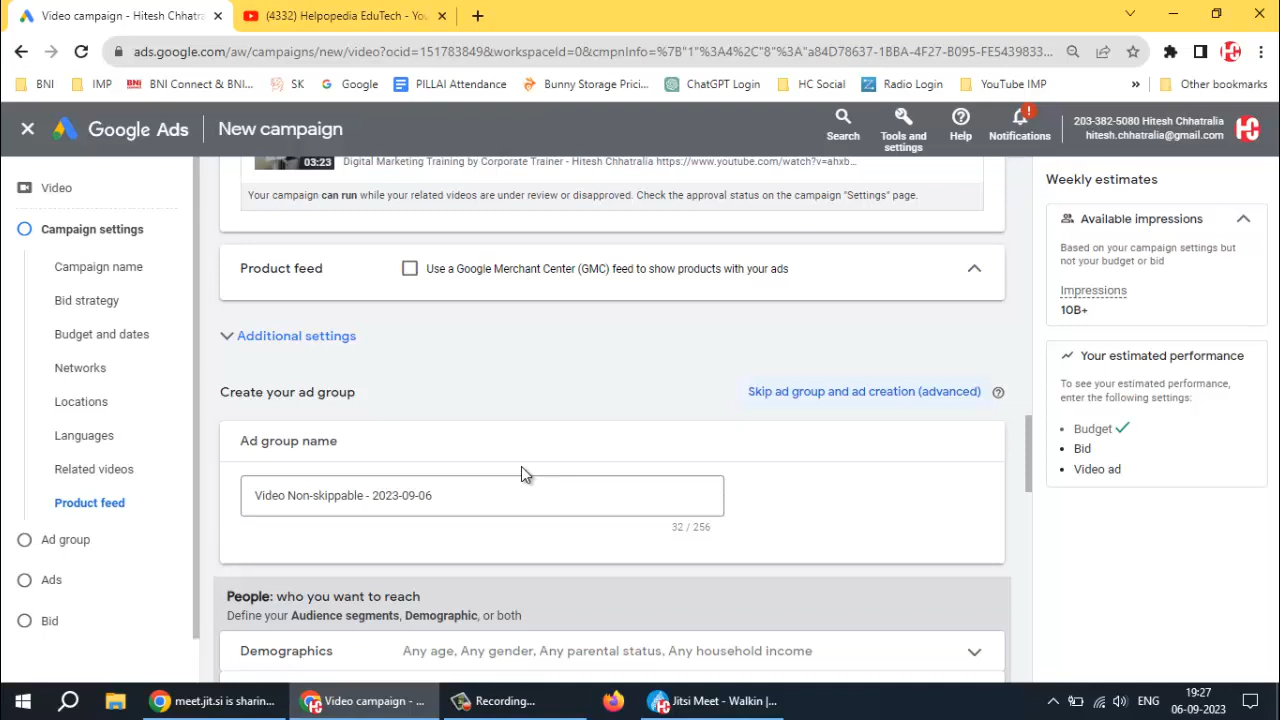 Video campaign - Hitesh Chhatralia
(4332) Helpopedia EduTech - You
ads.google.com/aw/campaigns/new/video?ocid=151783849&workspaceId=0&cmpnInfo=%7B"1"%3A4%2C"8"%3A"a84D78637-1BBA-4F27-B095-FE5439833...
BNI
IMP
BNI Connect & BNI...
SK
Google
PILLAI Attendance
Bunny Storage Prici...
ChatGPT Login
HC Social
Radio Login
YouTube IMP
»
Other bookmarks
Google Ads
New campaign
Search
Tools and settings
Help
Notifications
203-382-5080 Hitesh Chhatralia
hitesh.chhatralia@gmail.com
Video
Campaign settings
Campaign name
Bid strategy
Budget and dates
Networks
Locations
Languages
Related videos
Product feed
Ad group
Ads
Bid
03:23
Digital Marketing Training by Corporate Trainer - Hitesh Chhatralia https://www.youtube.com/watch?v=ahxb...
Your campaign can run while your related videos are under review or disapproved. Check the approval status on the campaign "Settings" page.
Product feed
Use a Google Merchant Center (GMC) feed to show products with your ads
Additional settings
Create your ad group
Skip ad group and ad creation (advanced)
Ad group name
Video Non-skippable - 2023-09-06
32 / 256
People: who you want to reach
Define your Audience segments, Demographic, or both
Demographics
Any age, Any gender, Any parental status, Any household income
Weekly estimates
Available impressions
Based on your campaign settings but
not your budget or bid
Impressions
10B+
Your estimated performance
To see your estimated performance,
enter the following settings:
Budget
Bid
Video ad
meet.jit.si is sharin...
Video campaign - ...
Recording...
Jitsi Meet - Walkin |...
ENG
19:27
06-09-2023